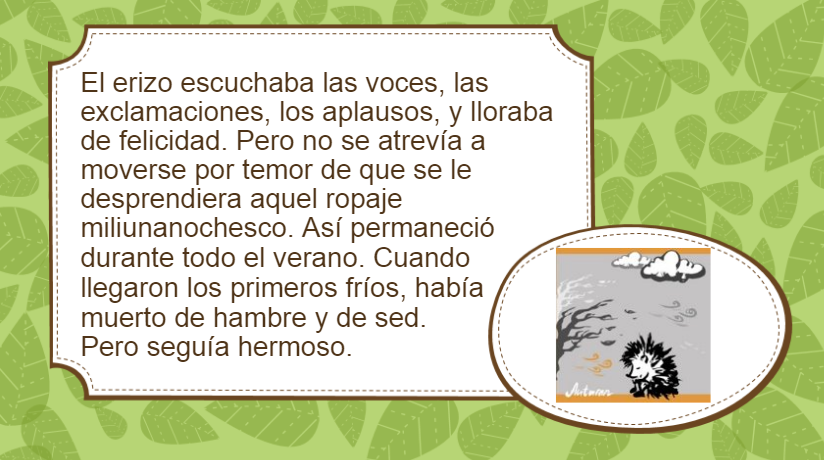 El erizo escuchaba las voces, las
exclamaciones, los aplausos, y lloraba
de felicidad. Pero no se atrevía a
moverse por temor de que se le
desprendiera aquel ropaje
miliunanochesco. Así permaneció
durante todo el verano. Cuando
llegaron los primeros fríos, había
muerto de hambre y de sed.
Pero seguía hermoso.
Autumn